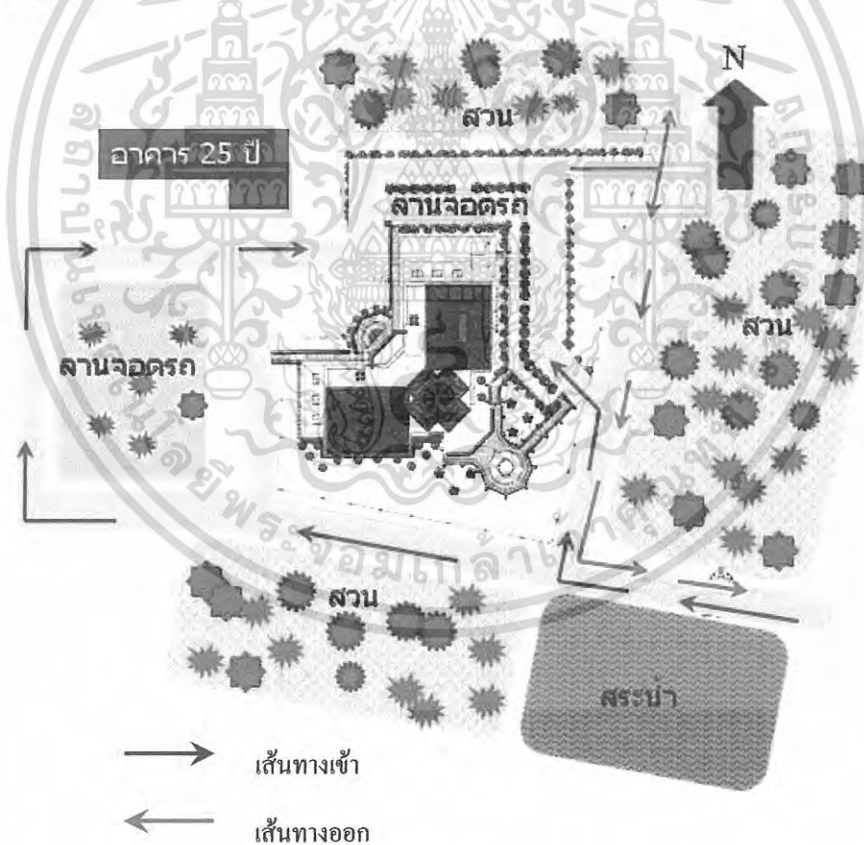 N
สวน
อาคาร 25 ปี
ลานจอดรถ
สวน
ลานจอดรถ
สวน
สระน้ำ
เส้นทางเข้า
เส้นทางออก